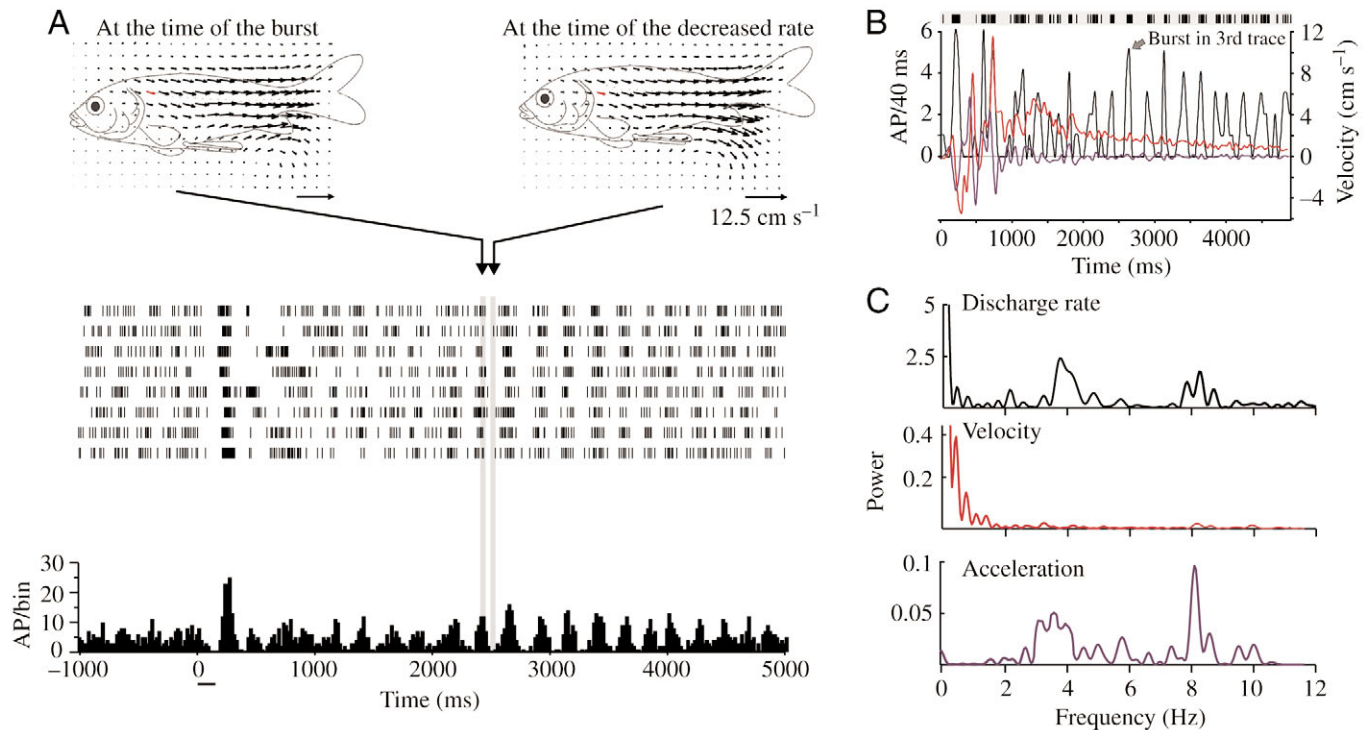 A
At the time of the burst
At the time of the decreased rate
12.5 cm s⁻¹
30
20
10
0
AP/bin
−1000
0
1000
2000
3000
4000
5000
Time (ms)
B
Burst in 3rd trace
6
4
2
0
AP/40 ms
12
8
4
0
−4
Velocity (cm s⁻¹)
0
1000
2000
3000
4000
Time (ms)
C
Discharge rate
5
2.5
Velocity
0.4
0.2
Power
Acceleration
0.1
0.05
0
2
4
6
8
10
12
Frequency (Hz)